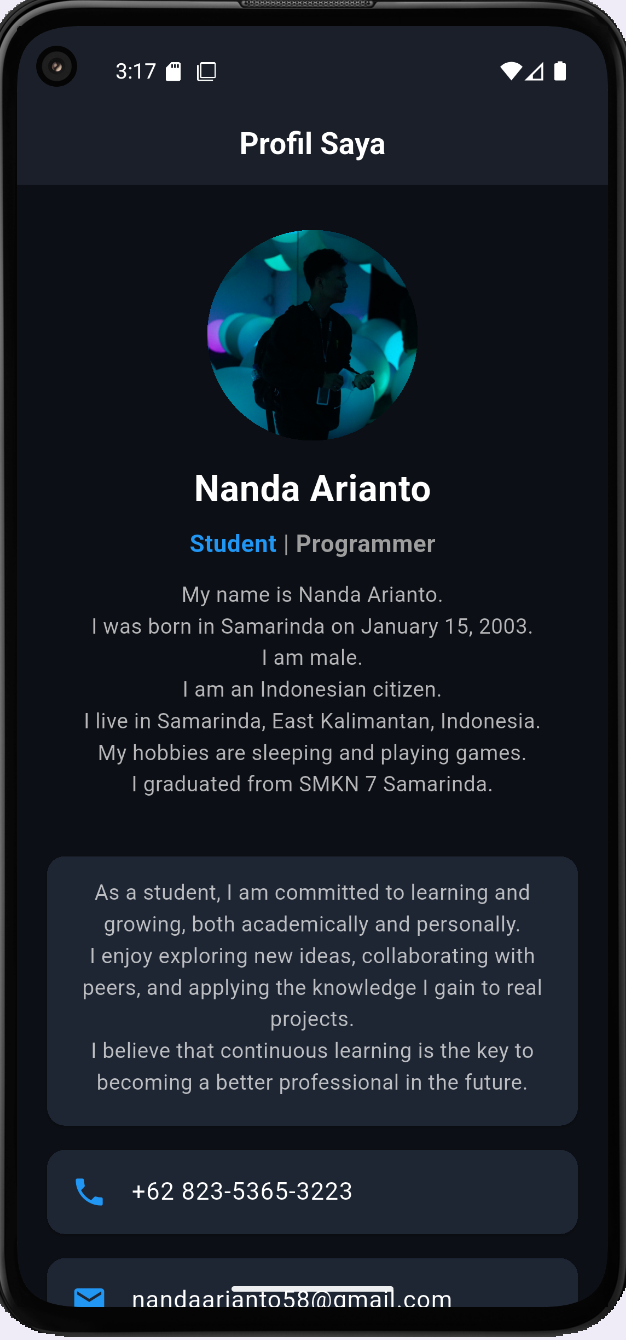 3:17
Profil Saya
Nanda Arianto
Student | Programmer
My name is Nanda Arianto.
I was born in Samarinda on January 15, 2003.
I am male.
I am an Indonesian citizen.
I live in Samarinda, East Kalimantan, Indonesia.
My hobbies are sleeping and playing games.
I graduated from SMKN 7 Samarinda.
As a student, I am committed to learning and
growing, both academically and personally.
I enjoy exploring new ideas, collaborating with
peers, and applying the knowledge I gain to real
projects.
I believe that continuous learning is the key to
becoming a better professional in the future.
+62 823-5365-3223
nandaarianto58@gmail.com